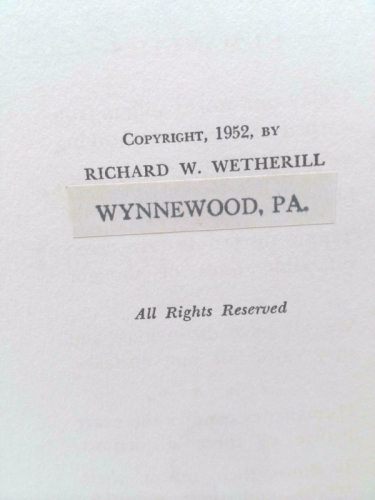 COPYRIGHT, 1952, BY
RICHARD W. WETHERILL
WYNNEWOOD, PA.
All Rights Reserved